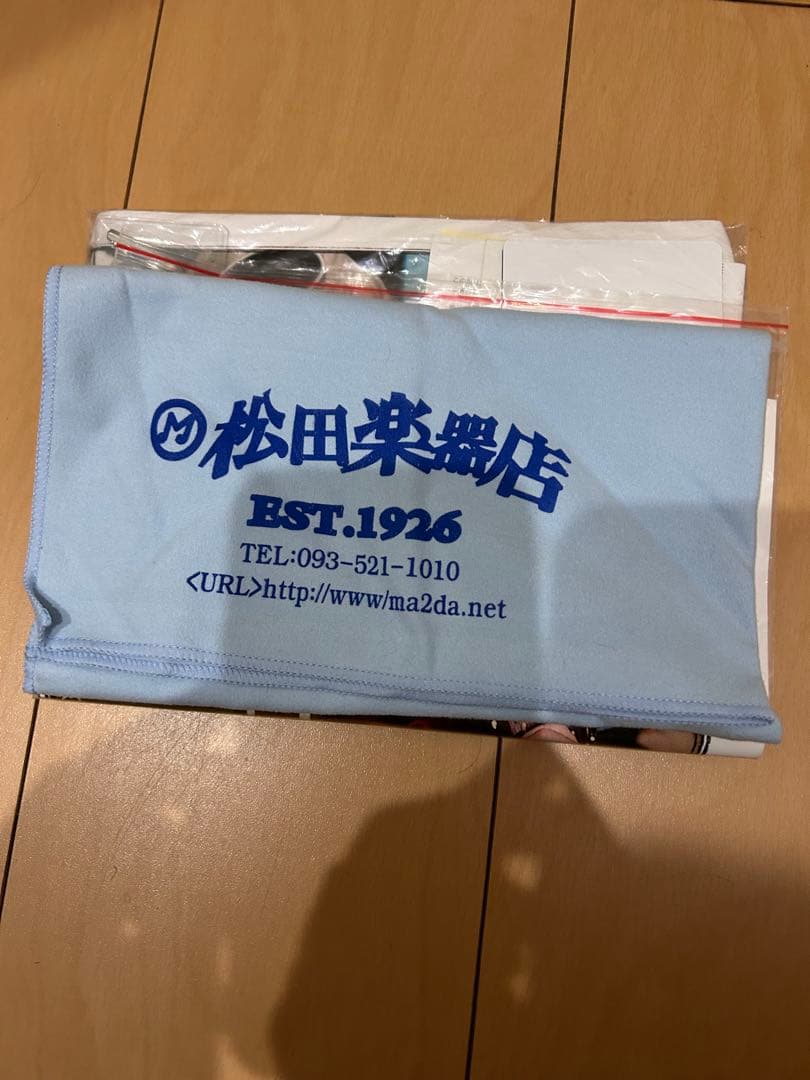 M 松田楽器店
EST.1926
TEL:093-521-1010
<URL>http://www/ma2da.net